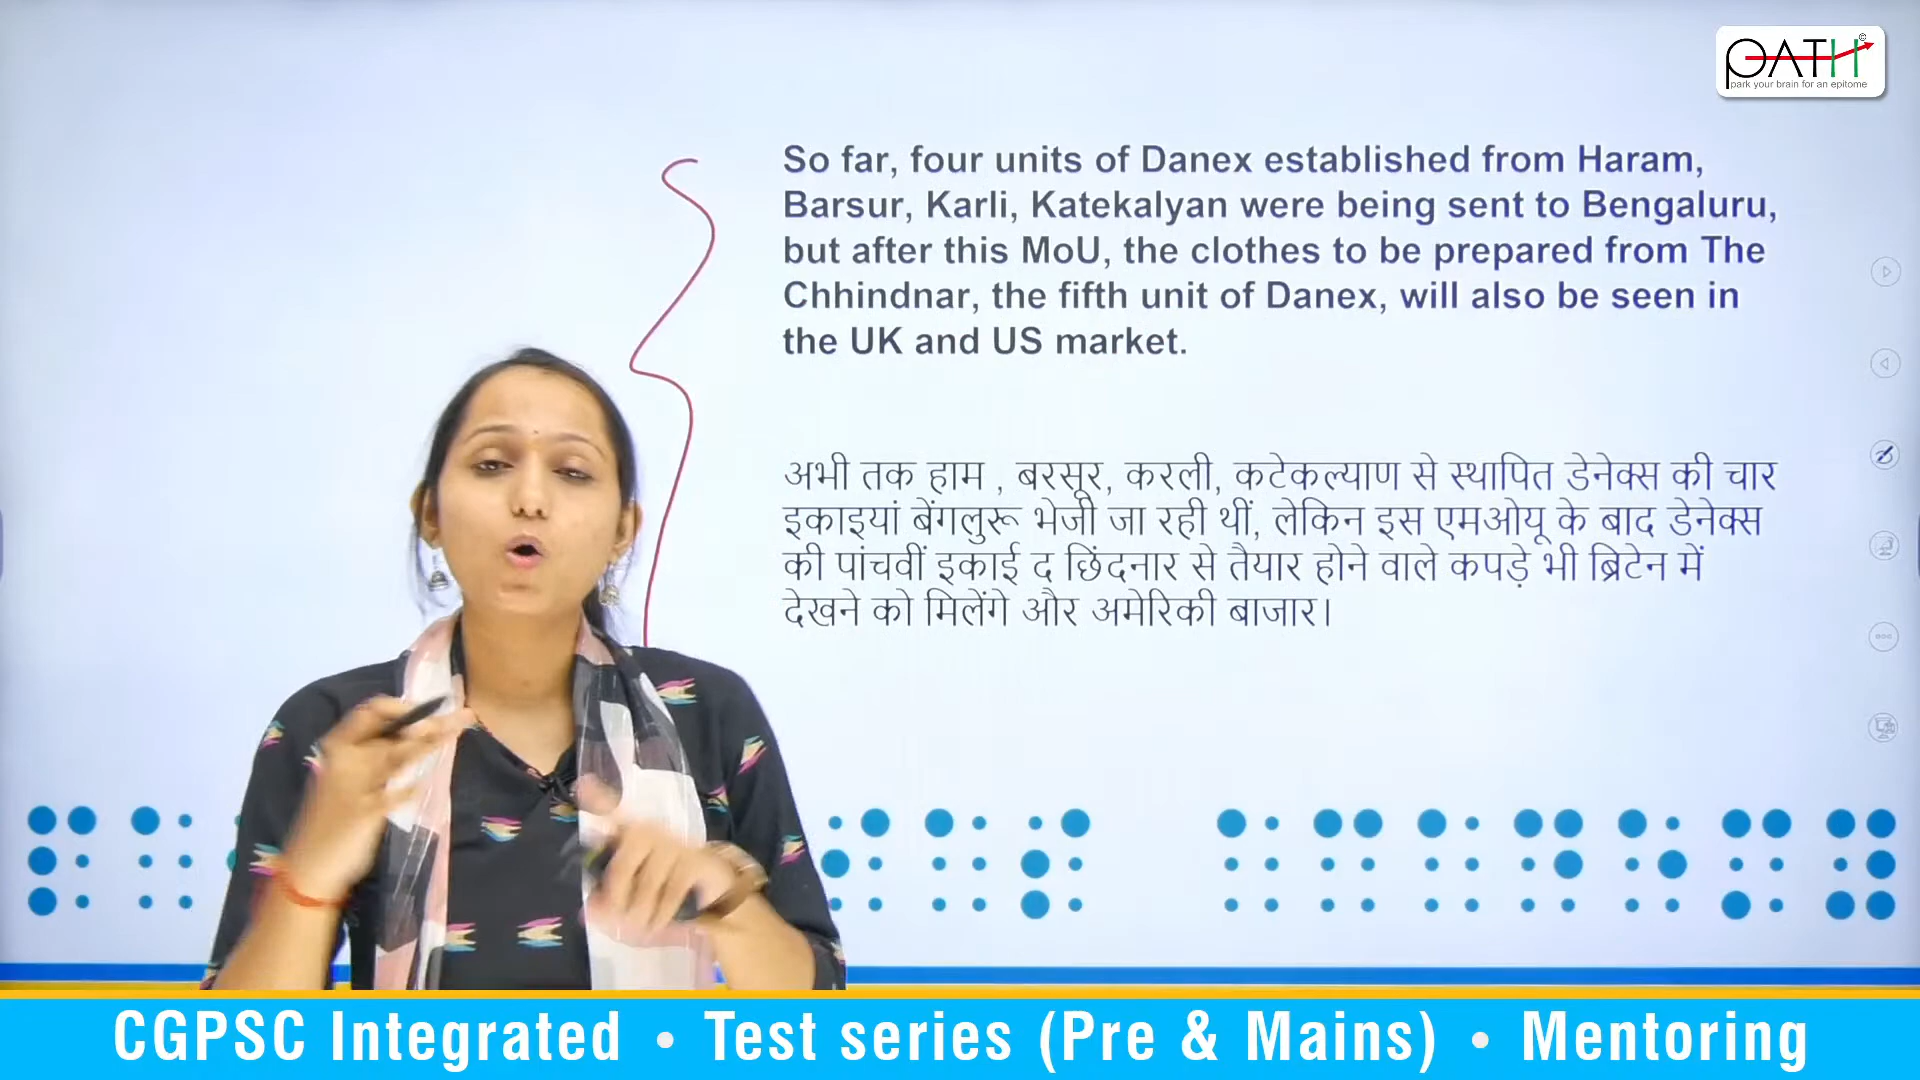 PATH©
park your brain for an epitome
So far, four units of Danex established from Haram,
Barsur, Karli, Katekalyan were being sent to Bengaluru,
but after this MoU, the clothes to be prepared from The
Chhindnar, the fifth unit of Danex, will also be seen in
the UK and US market.
अभी तक हाम , बरसूर, करली, कटेकल्याण से स्थापित डेनेक्स की चार
इकाइयां बेंगलुरू भेजी जा रही थीं, लेकिन इस एमओयू के बाद डेनेक्स
की पांचवीं इकाई द छिंदनार से तैयार होने वाले कपड़े भी ब्रिटेन में
देखने को मिलेंगे और अमेरिकी बाजार।
CGPSC Integrated • Test series (Pre & Mains) • Mentoring